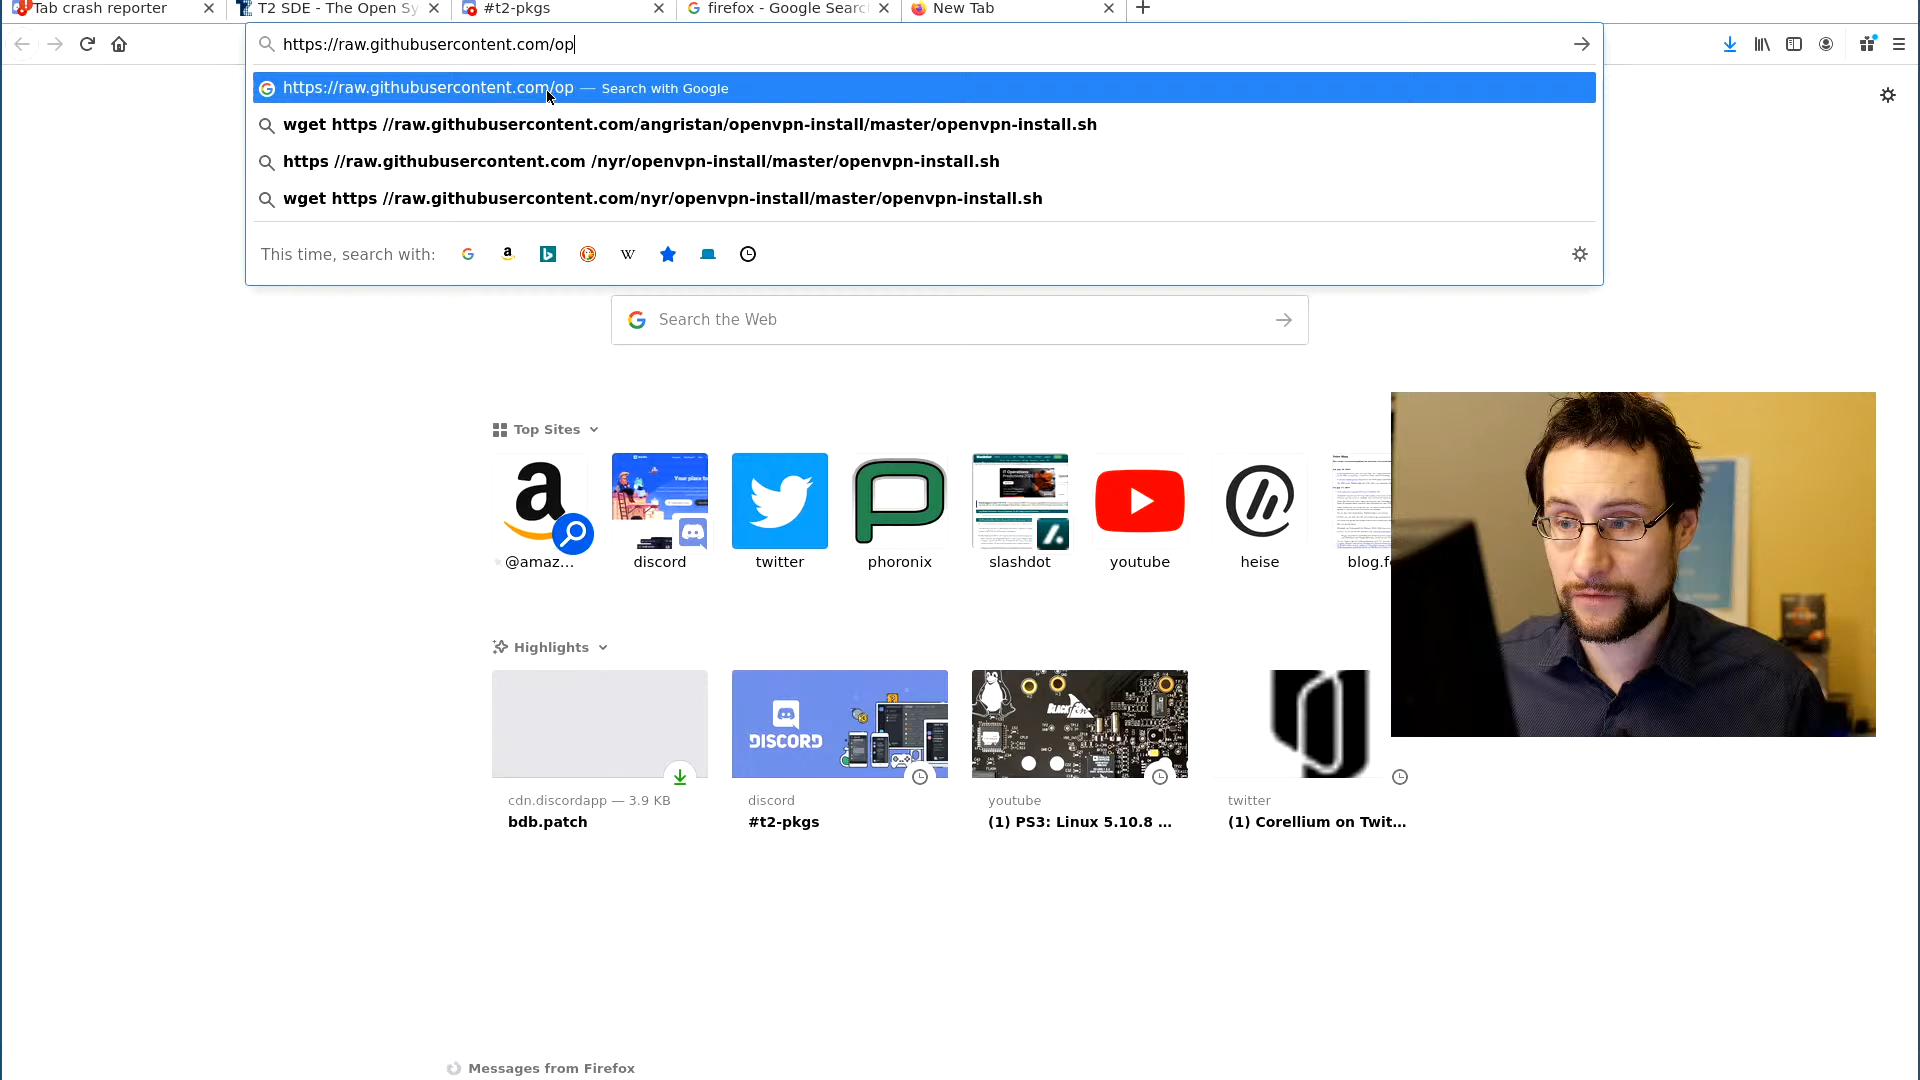 Tab crash reporter
T2 SDE - The Open Sy
#t2-pkgs
firefox - Google Searc
New Tab
https://raw.githubusercontent.com/op
https://raw.githubusercontent.com/op — Search with Google
wget https //raw.githubusercontent.com/angristan/openvpn-install/master/openvpn-install.sh
https //raw.githubusercontent.com /nyr/openvpn-install/master/openvpn-install.sh
wget https //raw.githubusercontent.com/nyr/openvpn-install/master/openvpn-install.sh
This time, search with:
Search the Web
Top Sites
@amaz...
discord
twitter
phoronix
slashdot
youtube
heise
blog.fe
Highlights
DISCORD
cdn.discordapp — 3.9 KB
bdb.patch
discord
#t2-pkgs
youtube
(1) PS3: Linux 5.10.8 ...
twitter
(1) Corellium on Twit...
Messages from Firefox